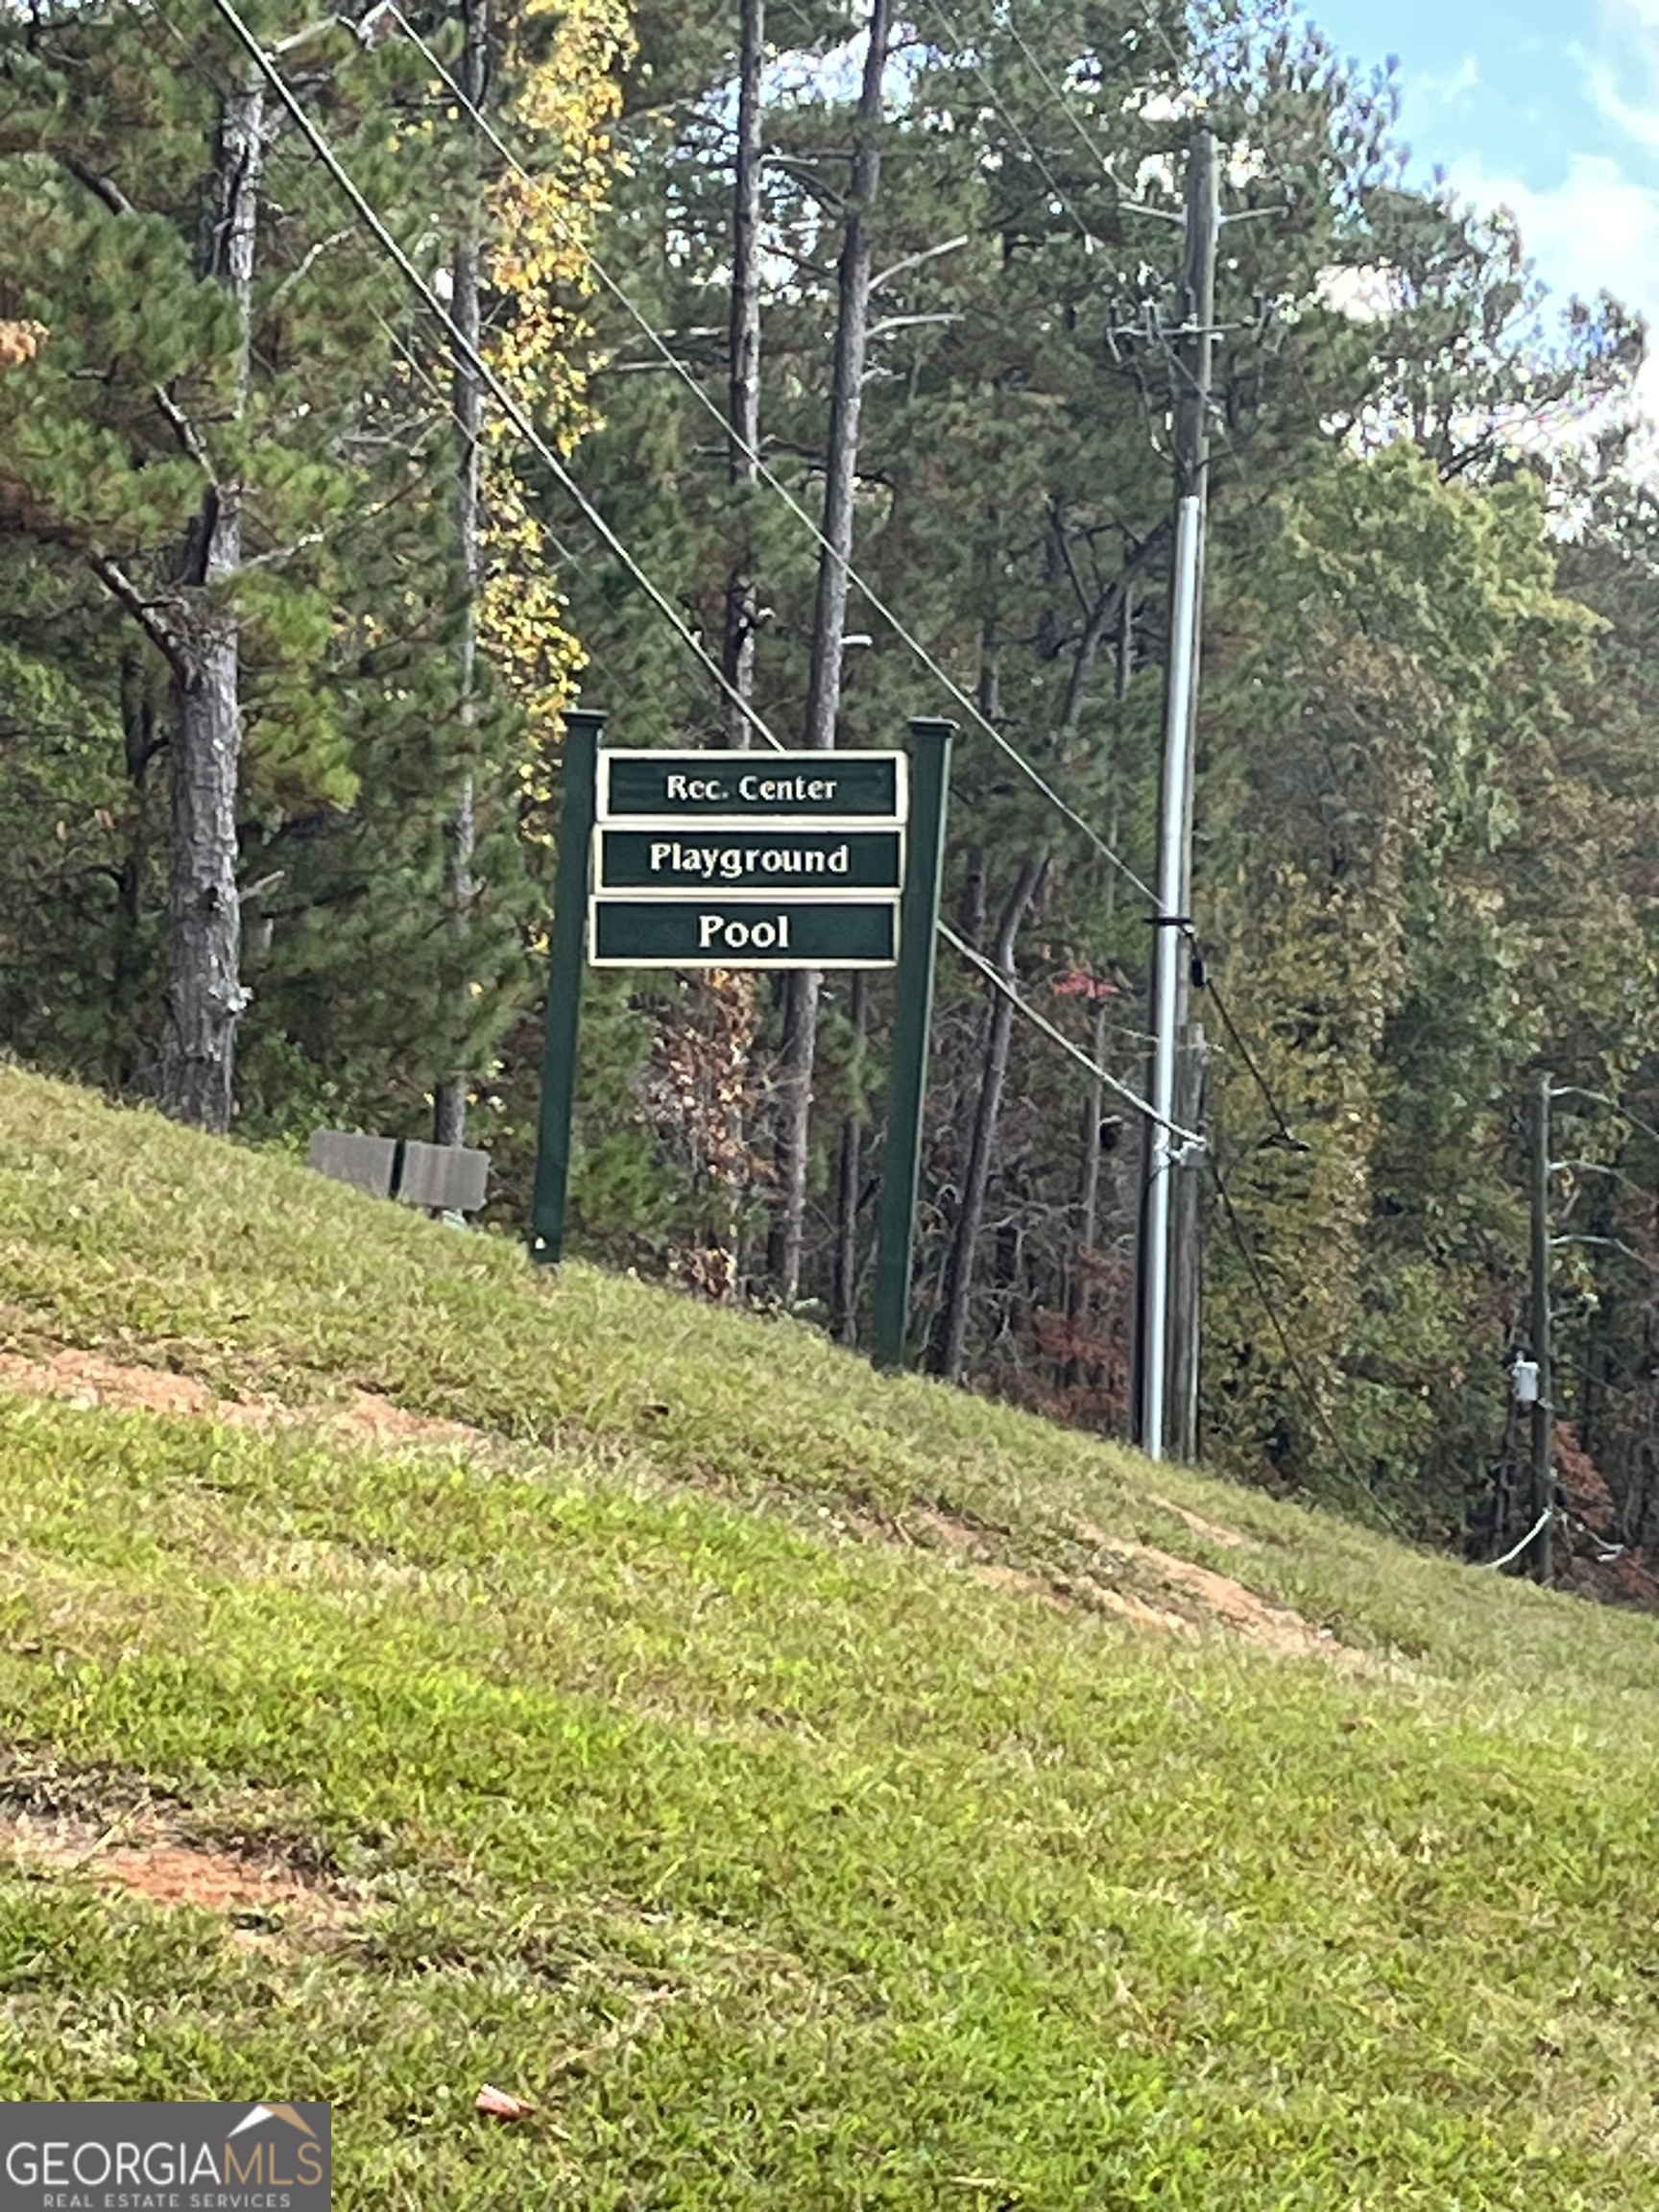 Rec. Center
Playground
Pool
GEORGIAMLS
REAL ESTATE SERVICES